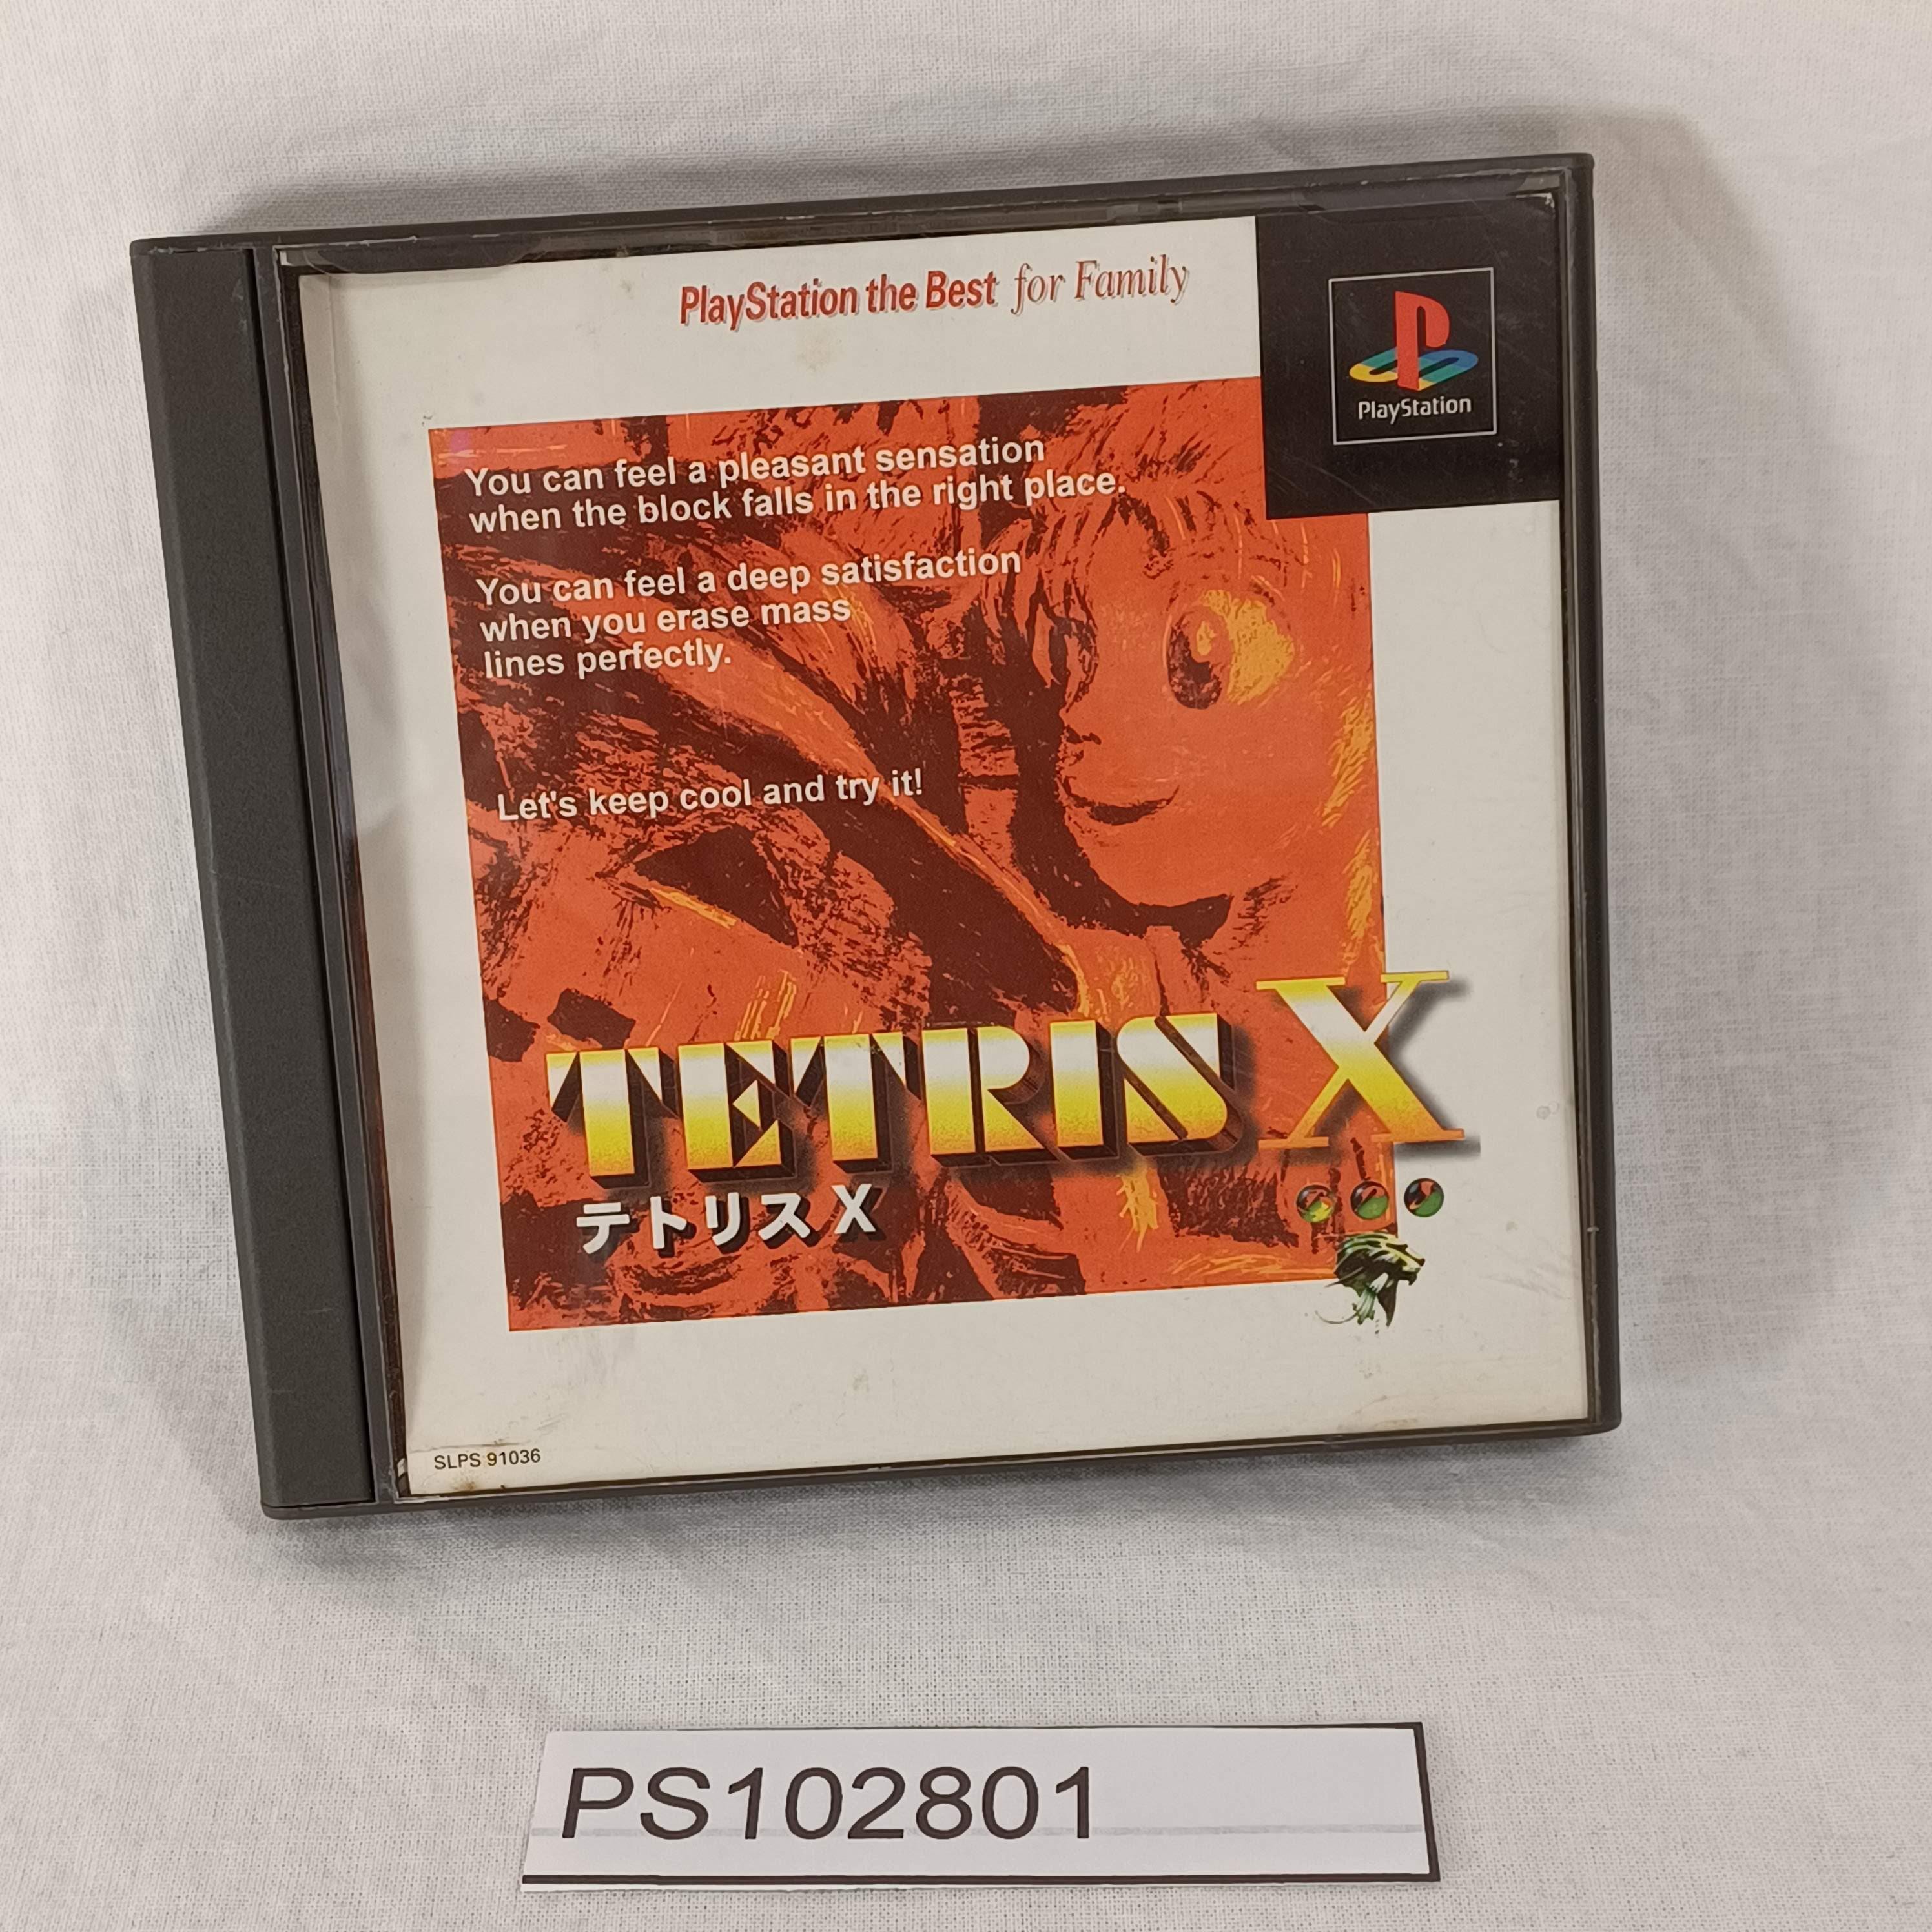 PlayStation the Best for Family
PlayStation
You can feel a pleasant sensation
when the block falls in the right place.
You can feel a deep satisfaction
when you erase mass
lines perfectly.
Let's keep cool and try it!
TETRIS X
テトリスX
SLPS 91036
PS102801